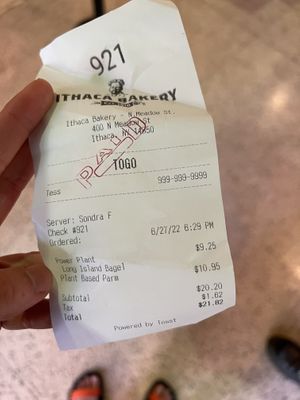 921
ITHACA BAKERY
Ithaca Bakery - N Meadow St.
400 N Meadow St
Ithaca, NY 14850
PAID
TOGO
Tess 999-999-9999
Server: Sondra F
Check #921
Ordered: 6/27/22 6:29 PM
Power Plant $9.25
Long Island Bagel
Plant Based Parm $10.95
Subtotal $20.20
Tax $1.62
Total $21.82
Powered by Toast